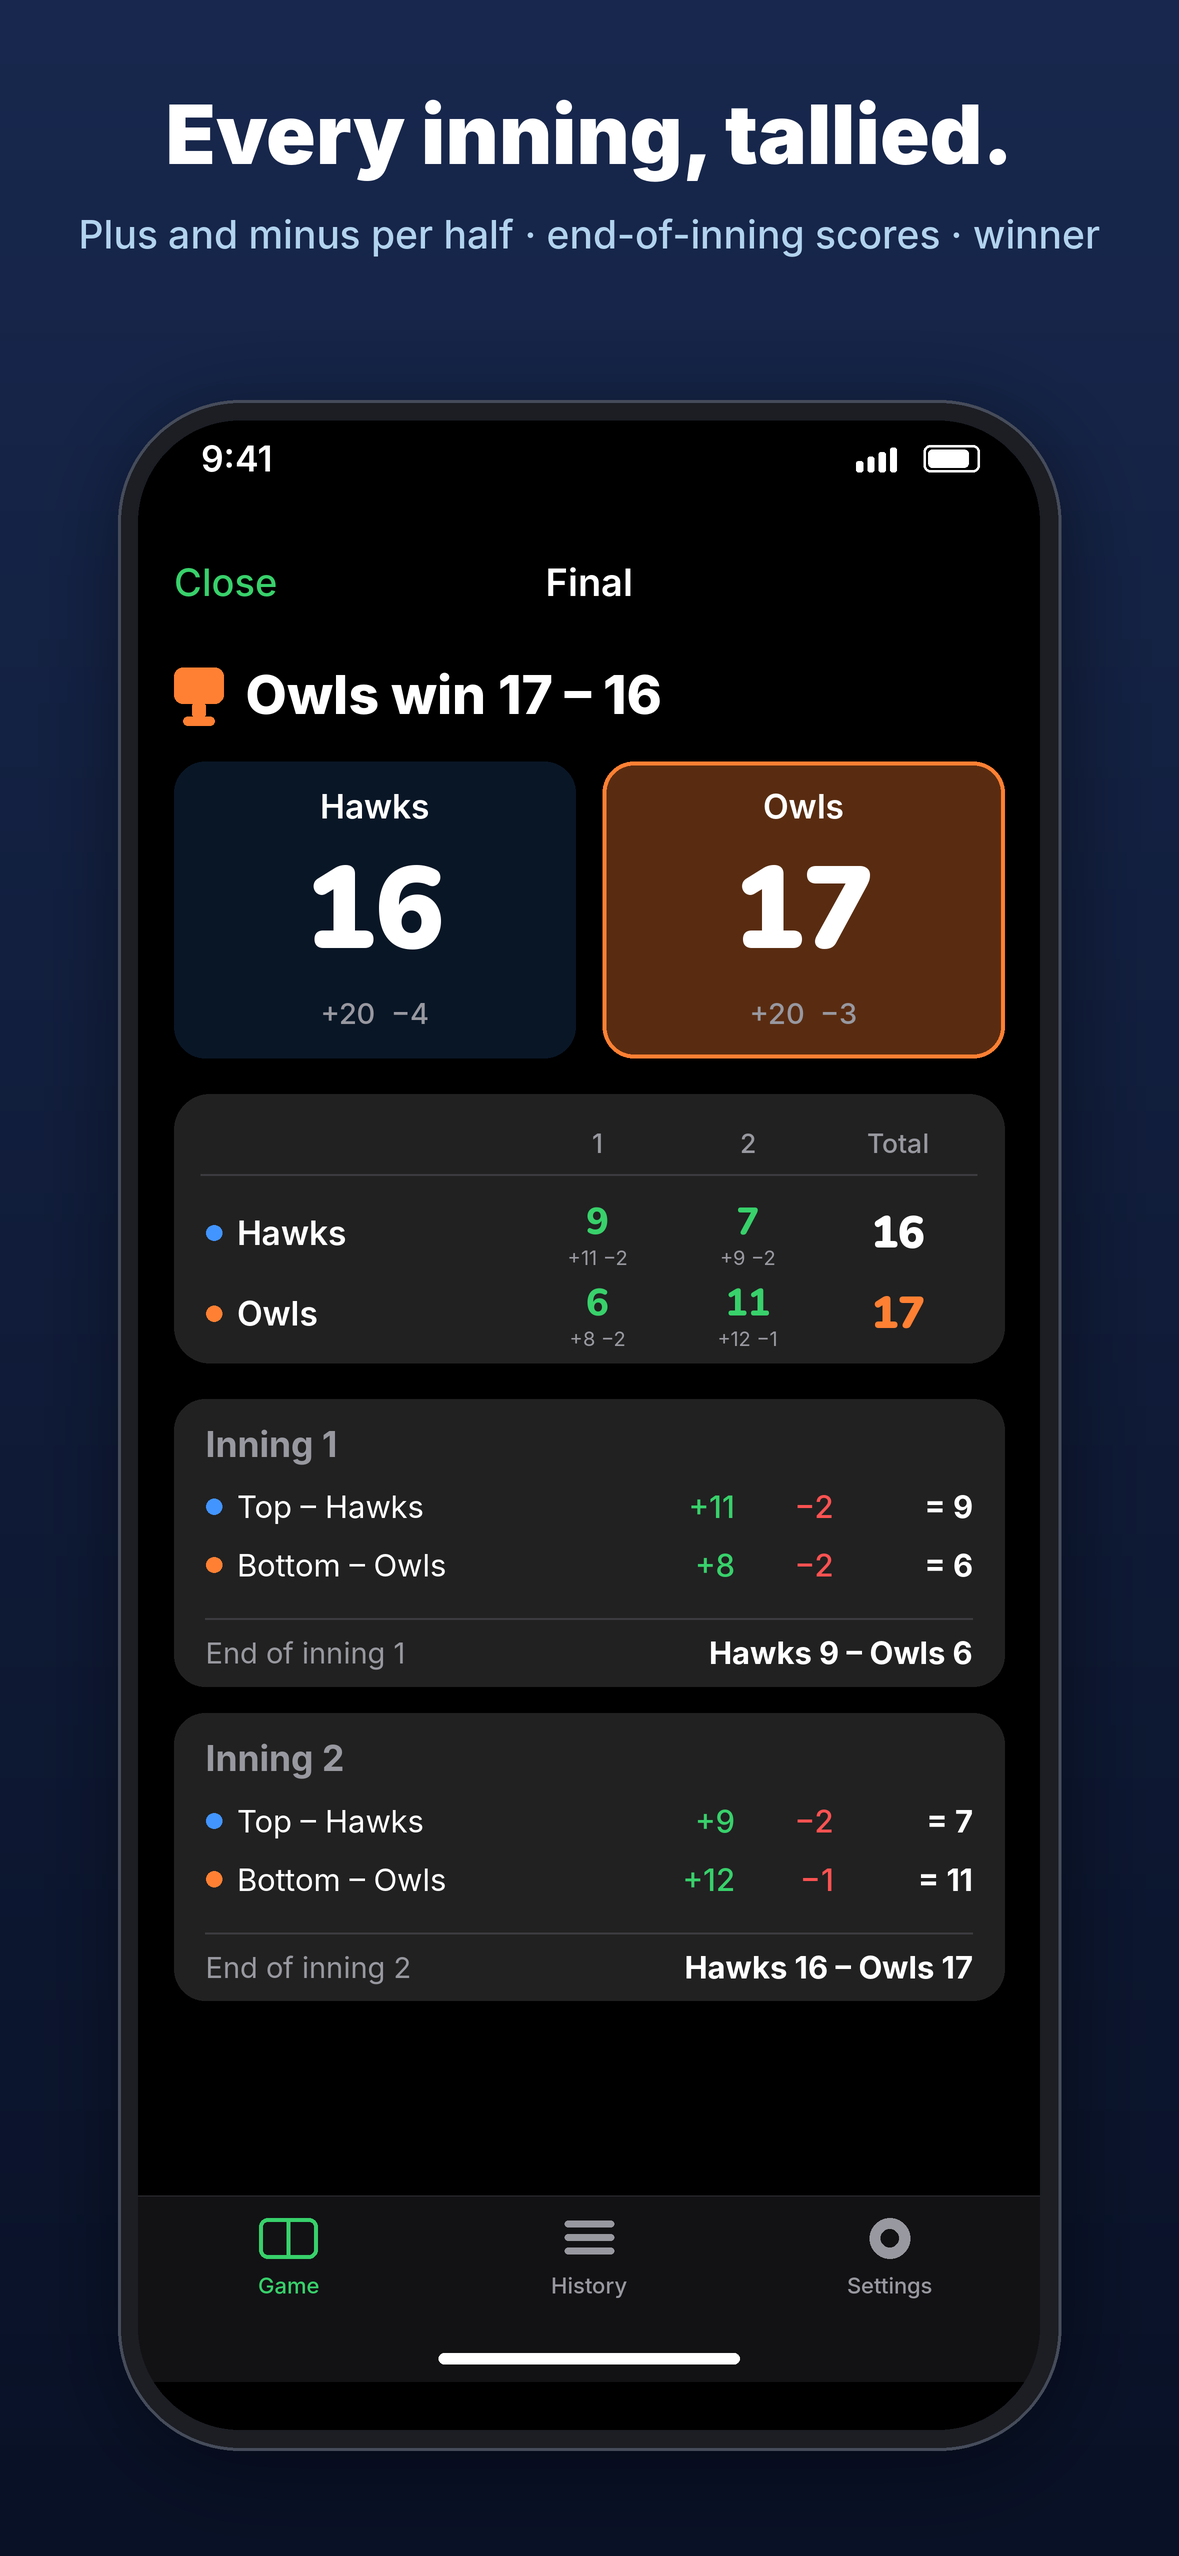 Every inning, tallied.
Plus and minus per half · end-of-inning scores · winner
9:41
Close Final
Owls win 17 – 16
Hawks Owls
16 17
+20 −4 +20 −3
1 2 Total
Hawks 9 7 16
+11 −2 +9 −2
Owls 6 11 17
+8 −2 +12 −1
Inning 1
Top – Hawks +11 −2 = 9
Bottom – Owls +8 −2 = 6
End of inning 1 Hawks 9 – Owls 6
Inning 2
Top – Hawks +9 −2 = 7
Bottom – Owls +12 −1 = 11
End of inning 2 Hawks 16 – Owls 17
Game History Settings